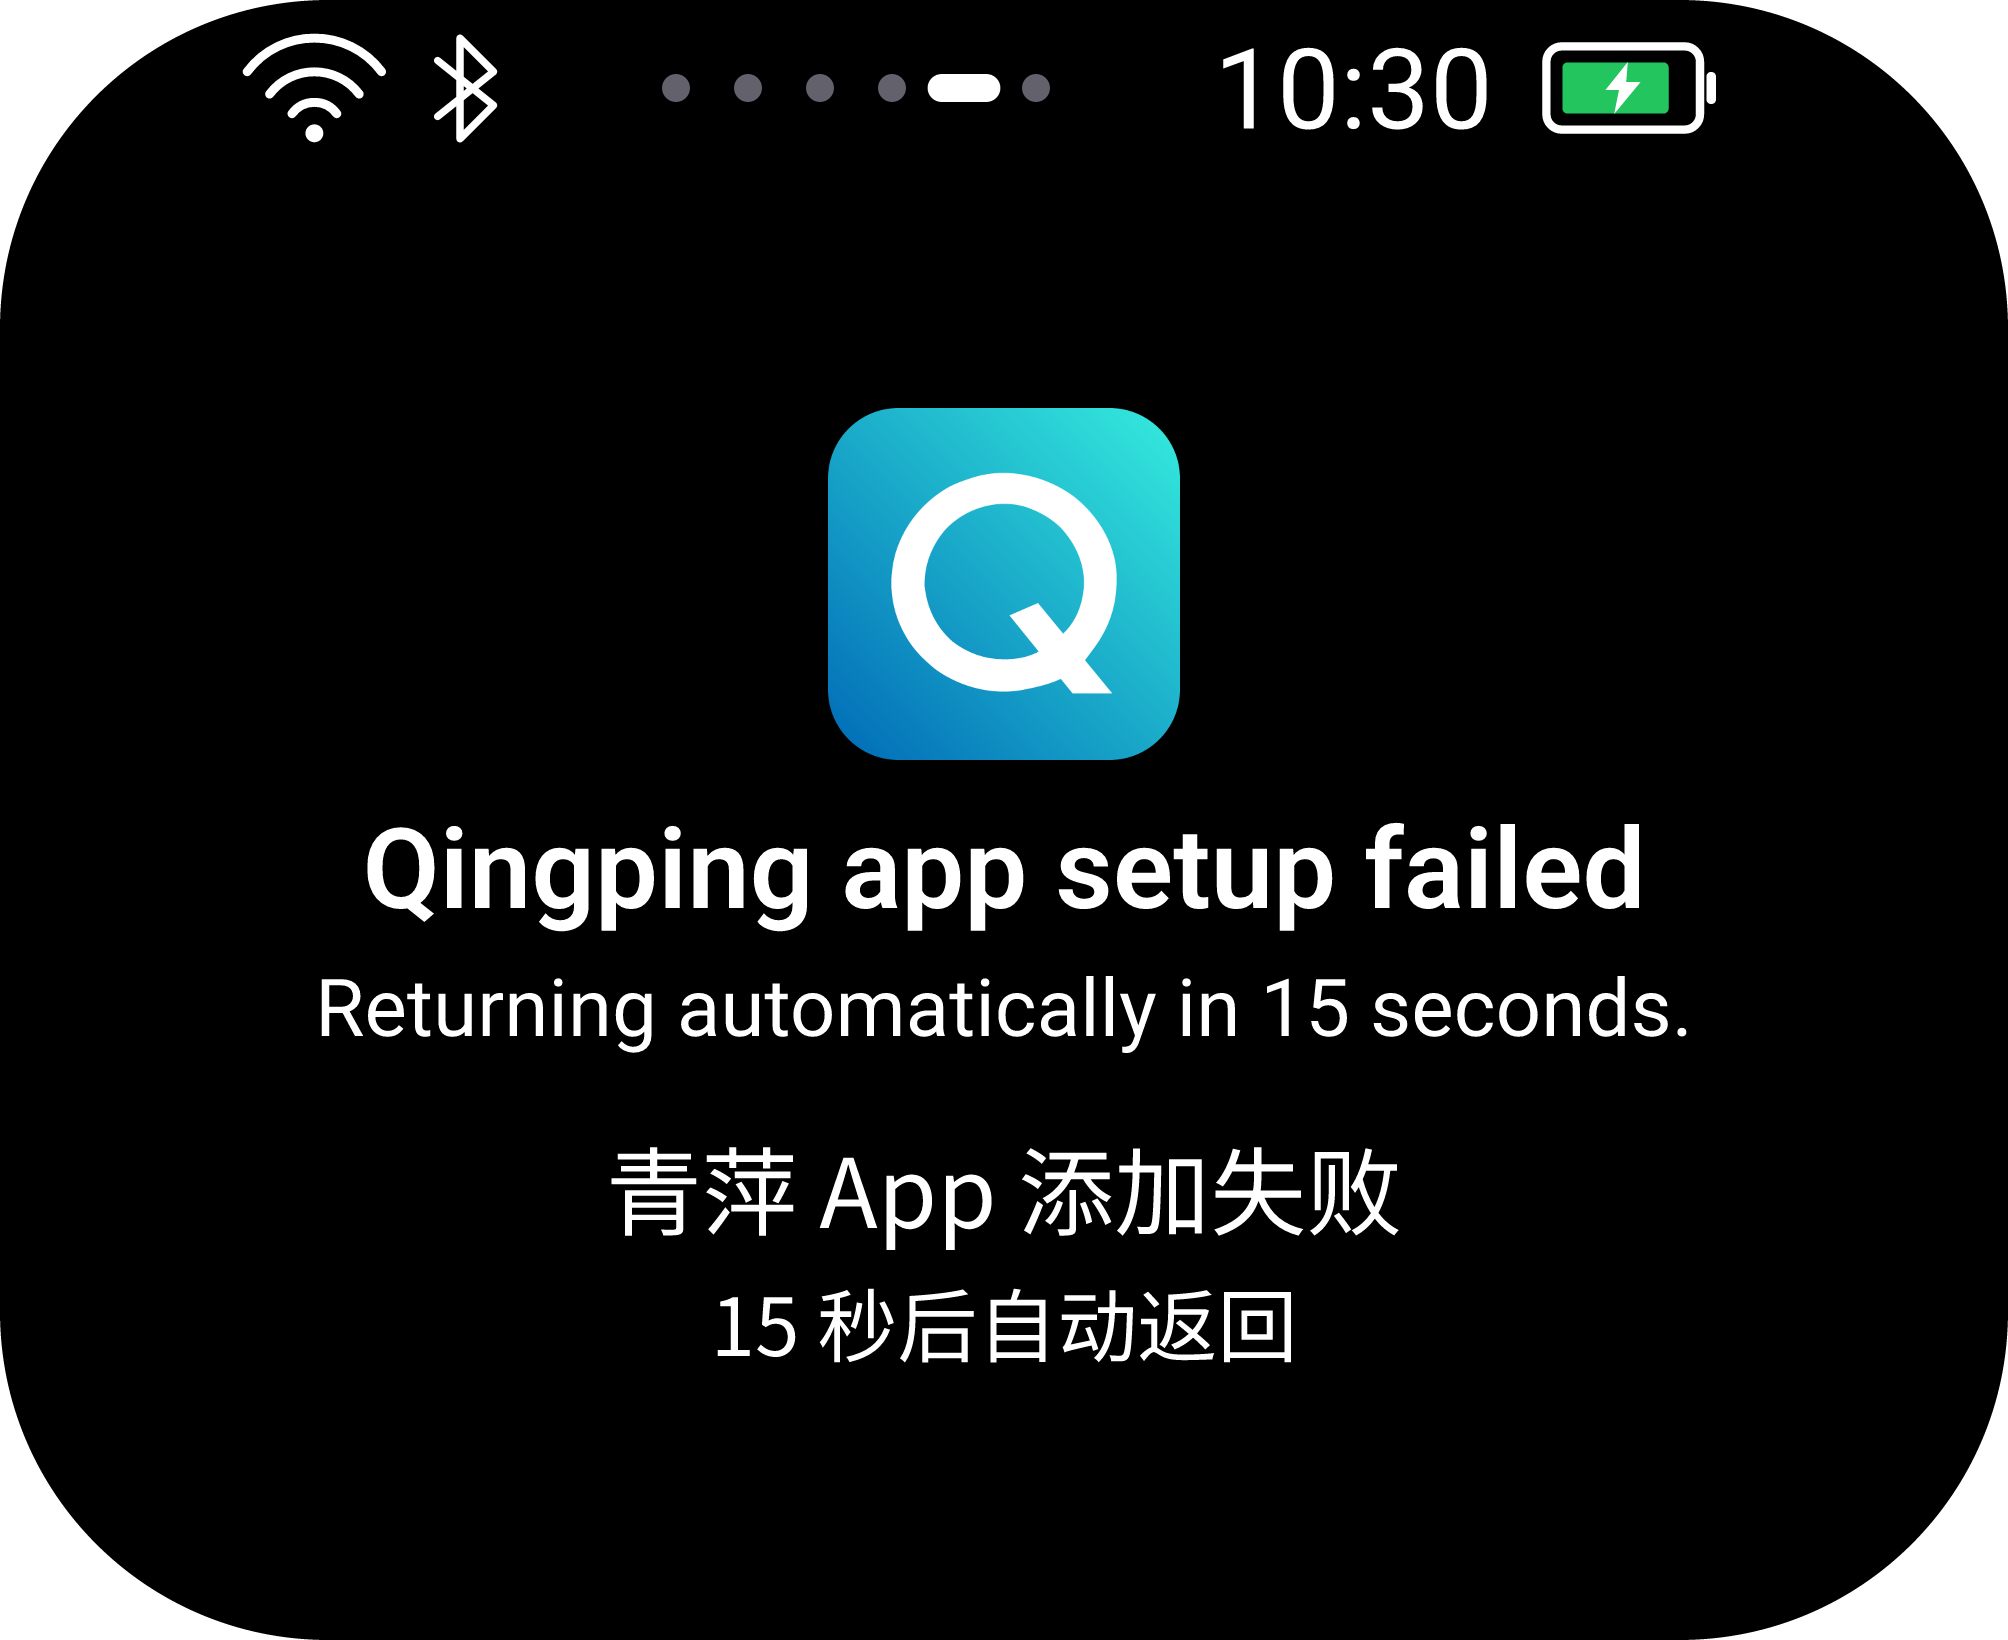 10:30
Q
Qingping app setup failed
Returning automatically in 15 seconds.
青萍 App 添加失败
15 秒后自动返回